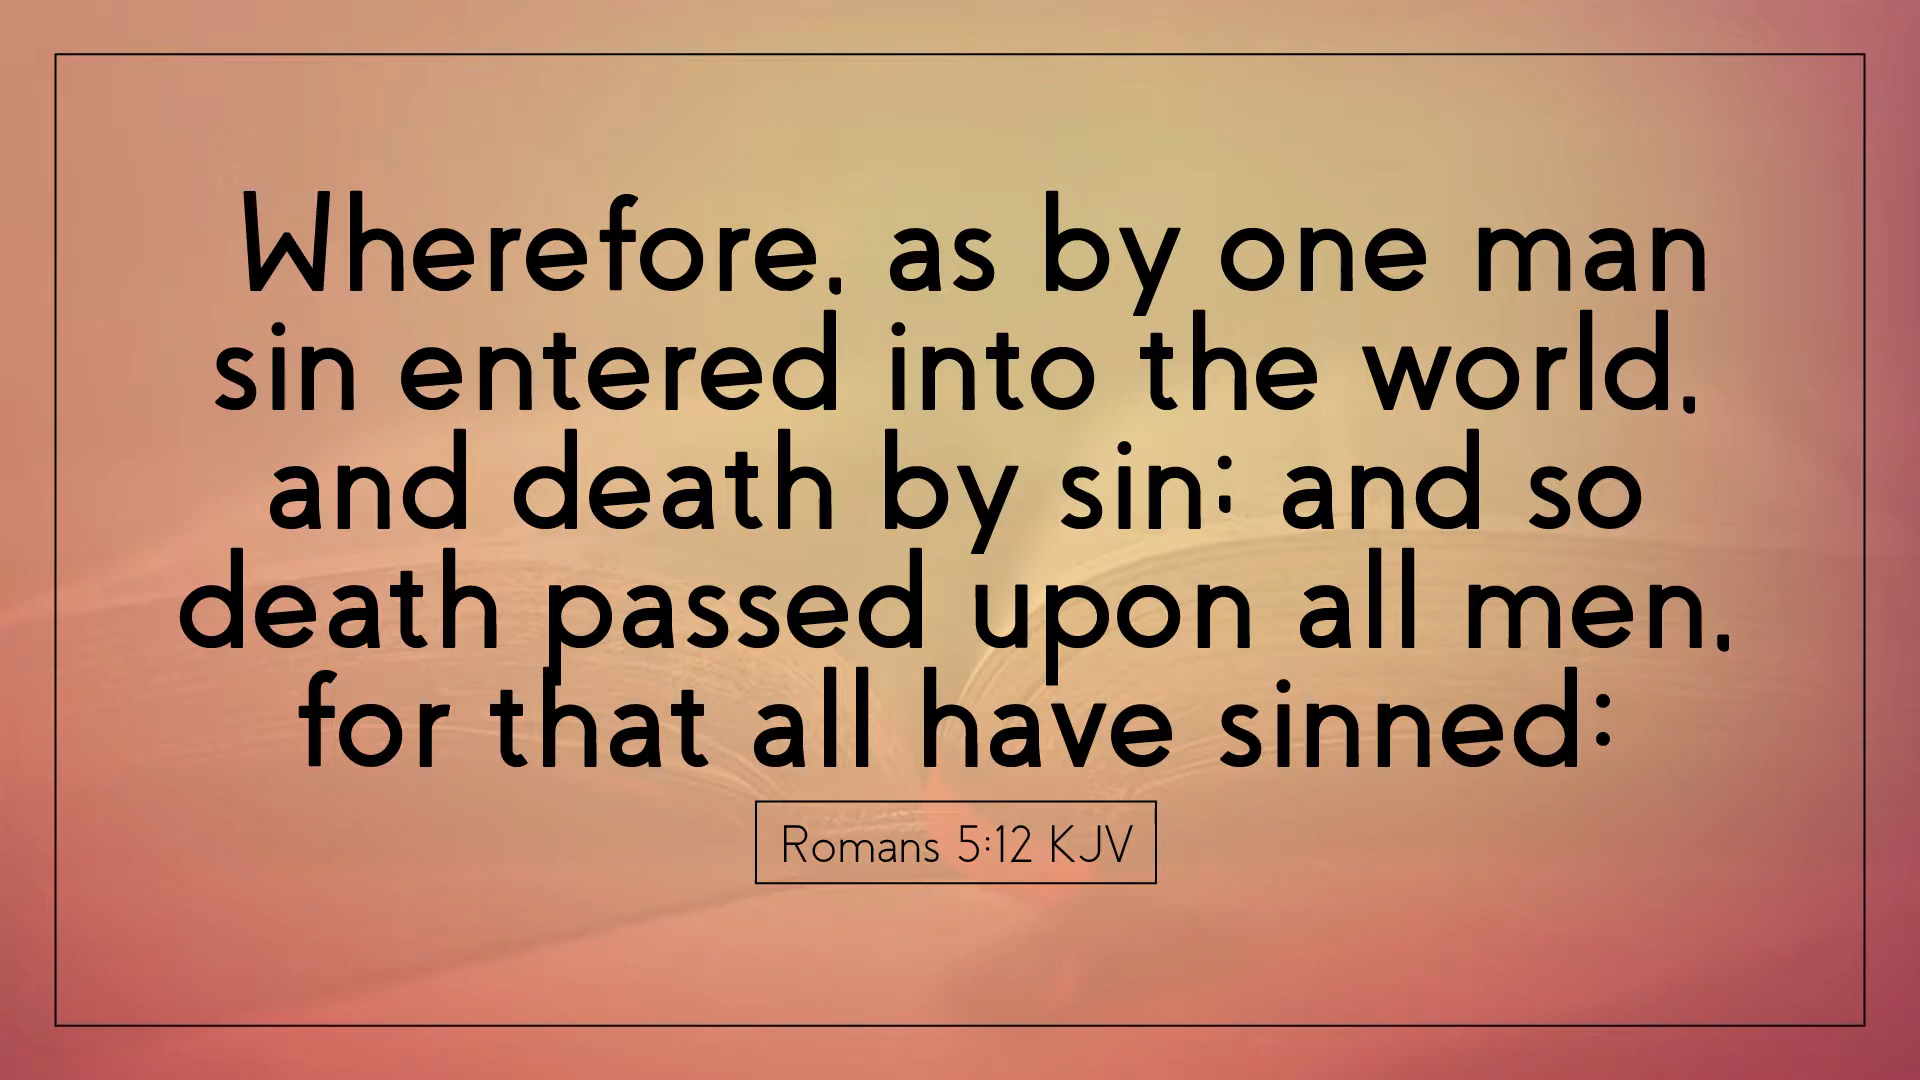 Wherefore, as by one man
sin entered into the world,
and death by sin; and so
death passed upon all men,
for that all have sinned:
Romans 5:12 KJV